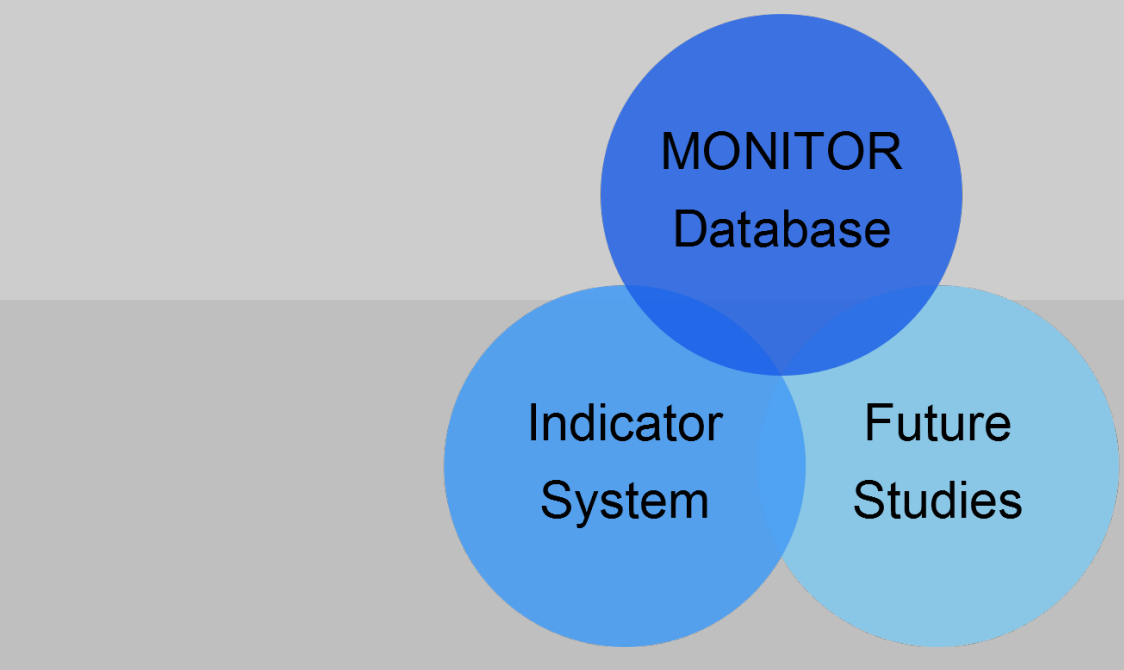 MONITOR
Database
Indicator
System
Future
Studies